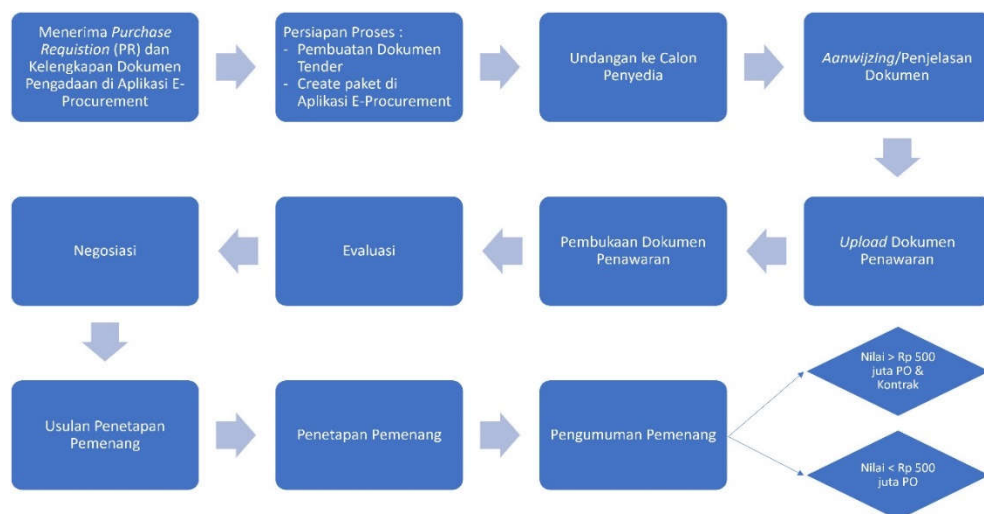 Menerima Purchase
Requistion (PR) dan
Kelengkapan Dokumen
Pengadaan di Aplikasi E-
Procurement
Persiapan Proses :
- Pembuatan Dokumen
Tender
- Create paket di
Aplikasi E-Procurement
Undangan ke Calon
Penyedia
Aanwijzing/Penjelasan
Dokumen
Upload Dokumen
Penawaran
Pembukaan Dokumen
Penawaran
Evaluasi
Negosiasi
Usulan Penetapan
Pemenang
Penetapan Pemenang
Pengumuman Pemenang
Nilai > Rp 500
juta PO &
Kontrak
Nilai < Rp 500
juta PO